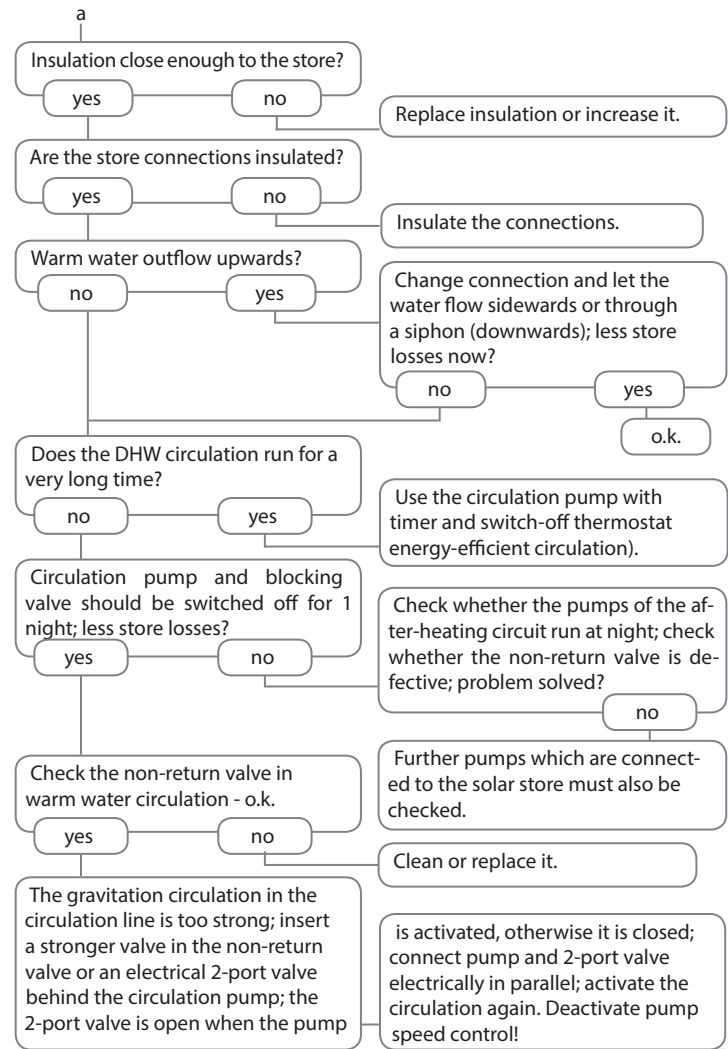 a
Insulation close enough to the store?
yes
no
Replace insulation or increase it.
Are the store connections insulated?
yes
no
Insulate the connections.
Warm water outflow upwards?
no
yes
Change connection and let the
water flow sidewards or through
a siphon (downwards); less store
losses now?
no
yes
o.k.
Does the DHW circulation run for a
very long time?
no
yes
Use the circulation pump with
timer and switch-off thermostat
energy-efficient circulation).
Circulation pump and blocking
valve should be switched off for 1
night; less store losses?
yes
no
Check whether the pumps of the af-
ter-heating circuit run at night; check
whether the non-return valve is de-
fective; problem solved?
no
Further pumps which are connect-
ed to the solar store must also be
checked.
Check the non-return valve in
warm water circulation - o.k.
yes
no
Clean or replace it.
The gravitation circulation in the
circulation line is too strong; insert
a stronger valve in the non-return
valve or an electrical 2-port valve
behind the circulation pump; the
2-port valve is open when the pump
is activated, otherwise it is closed;
connect pump and 2-port valve
electrically in parallel; activate the
circulation again. Deactivate pump
speed control!